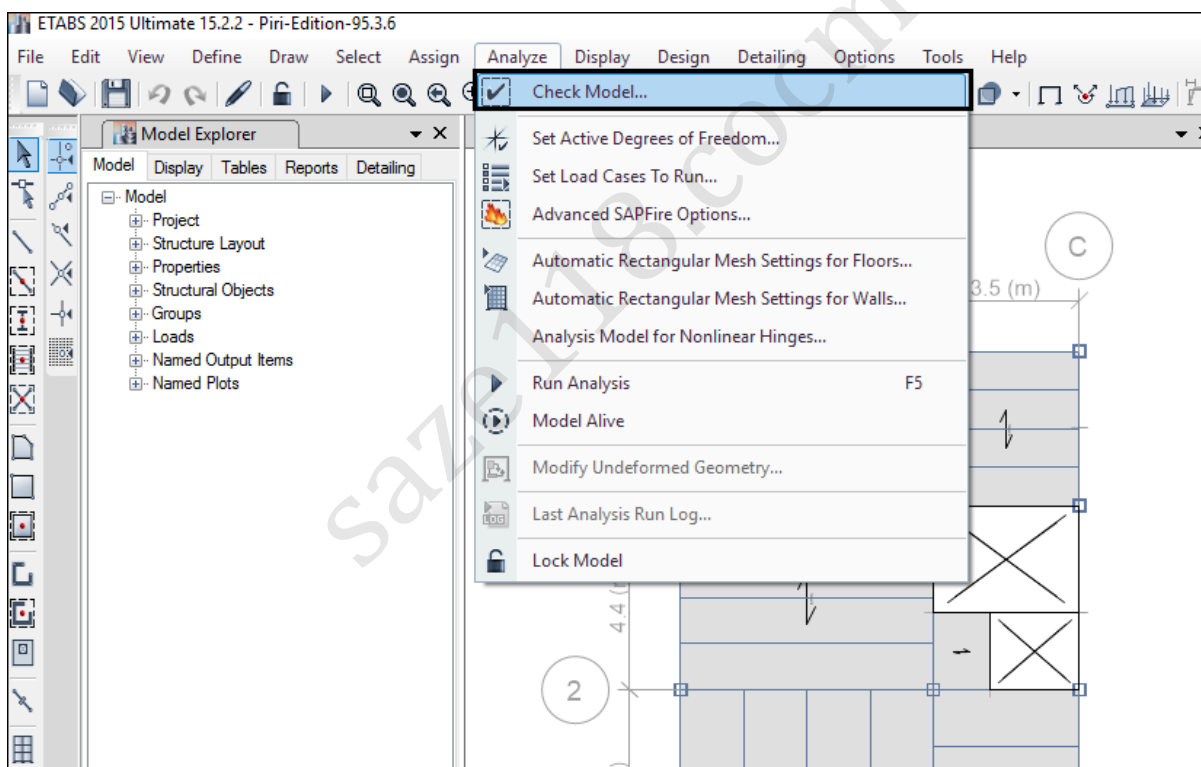 ETABS 2015 Ultimate 15.2.2 - Piri-Edition-95.3.6
File Edit View Define Draw Select Assign Analyze Display Design Detailing Options Tools Help
Model Explorer
Model Display Tables Reports Detailing
Model
Project
Structure Layout
Properties
Structural Objects
Groups
Loads
Named Output Items
Named Plots
Check Model...
Set Active Degrees of Freedom...
Set Load Cases To Run...
Advanced SAPFire Options...
Automatic Rectangular Mesh Settings for Floors...
Automatic Rectangular Mesh Settings for Walls...
Analysis Model for Nonlinear Hinges...
Run Analysis F5
Model Alive
Modify Undeformed Geometry...
LOG
Last Analysis Run Log...
Lock Model
C
3.5 (m)
4.4
2
saze118.com